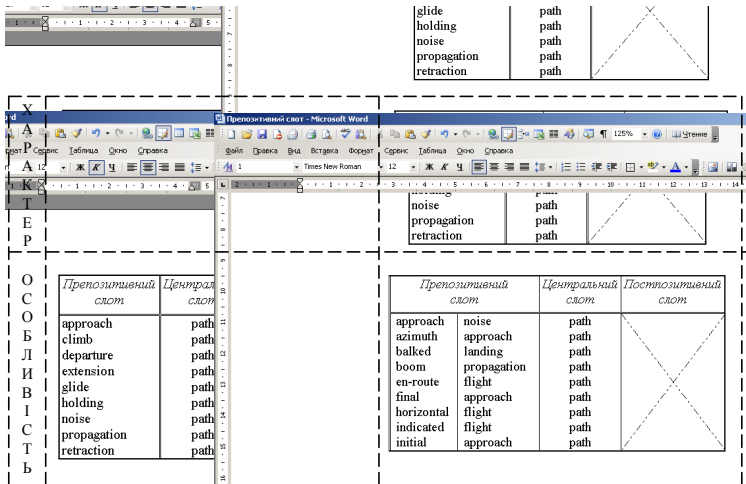 glide path
holding path
noise path
propagation path
retraction path
Х
А
Р
А
К
Т
Е
Р
Препозитивний слот - Microsoft Word
125%
Чтение
Сервис Таблица Окно Справка
Файл Правка Вид Вставка Формат Сервис Таблица Окно Справка
12 Ж К Ч
1 Times New Roman 12 Ж К Ч
propagation path
retraction path
О
С
О
Б
Л
И
В
І
С
Т
Ь
Препозитивний
слот
approach path
climb path
departure path
extension path
glide path
holding path
noise path
propagation path
retraction path
Препозитивний слот Центральний слот Постпозитивний слот
approach noise path
azimuth approach path
balked landing path
boom propagation path
en-route flight path
final approach path
horizontal flight path
indicated flight path
initial approach path